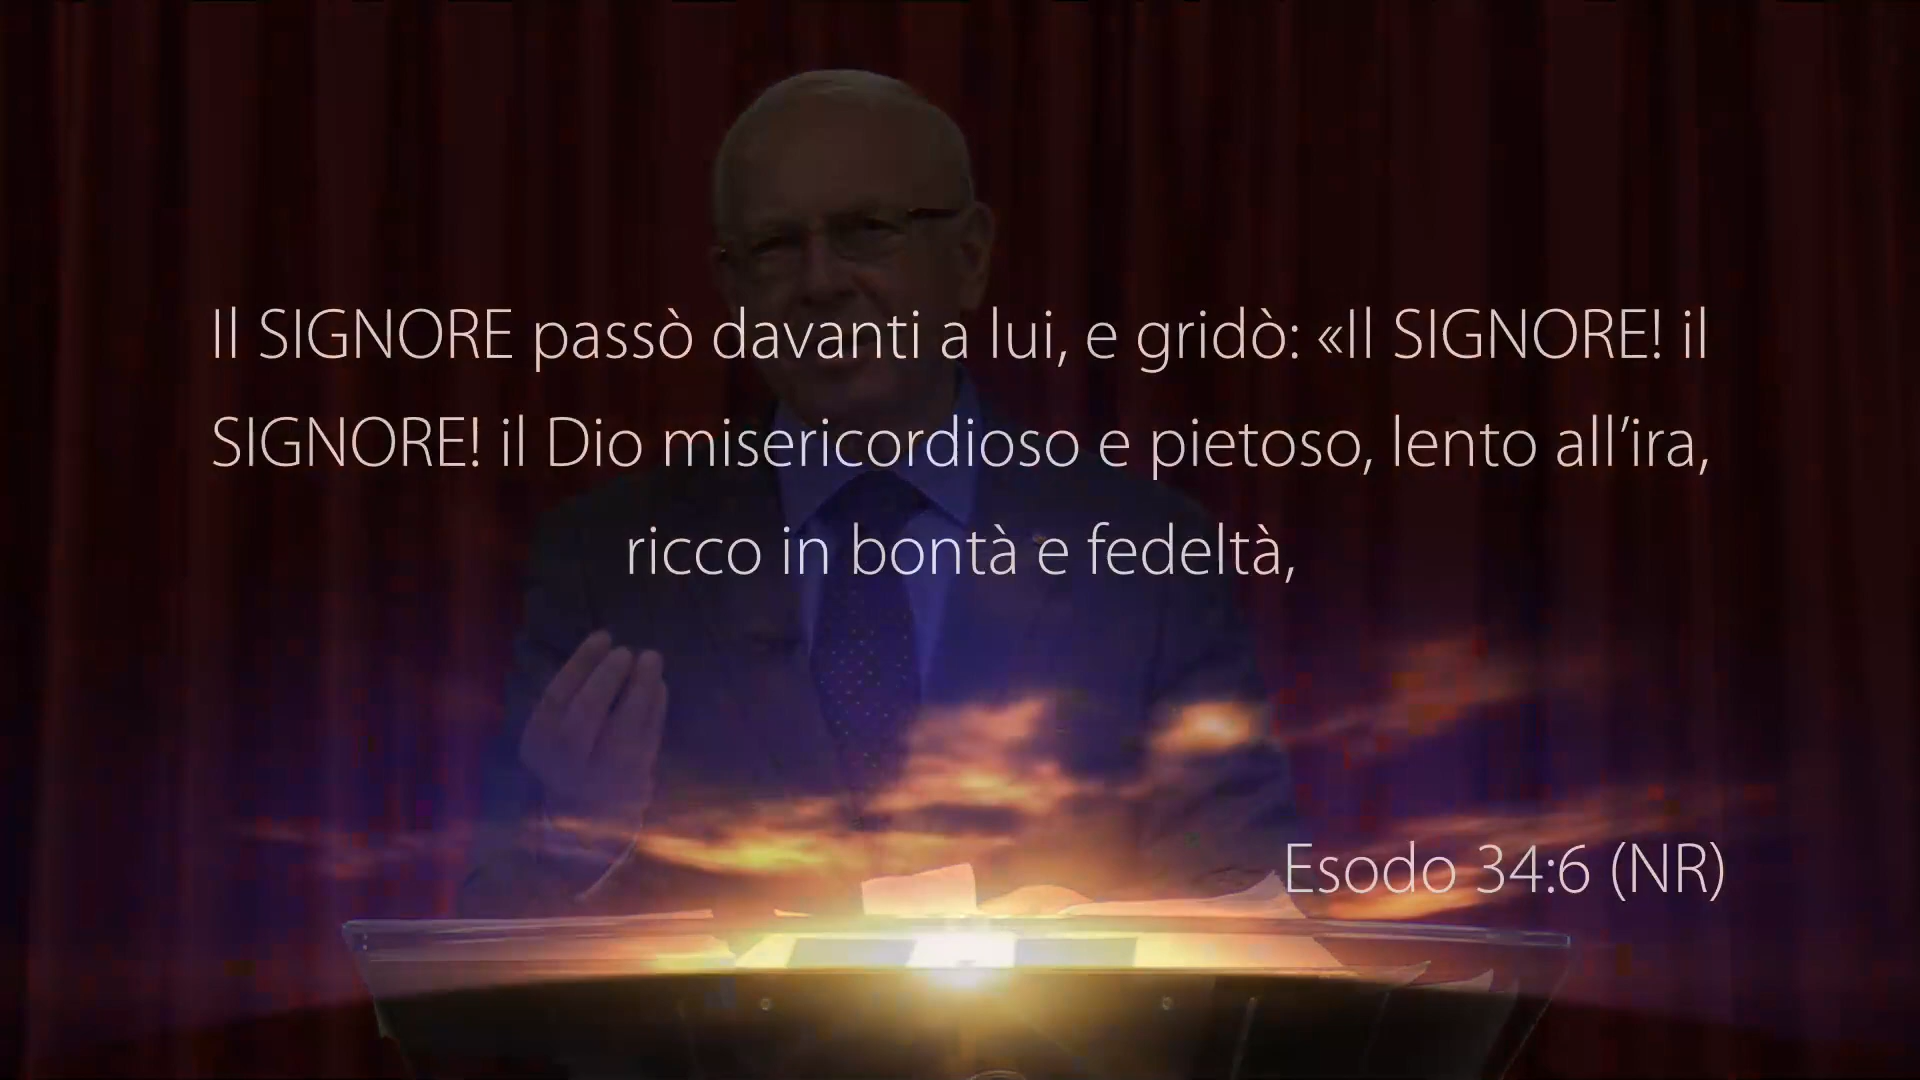 Il SIGNORE passò davanti a lui, e gridò: «Il SIGNORE! il
SIGNORE! il Dio misericordioso e pietoso, lento all’ira,
ricco in bontà e fedeltà,
Esodo 34:6 (NR)